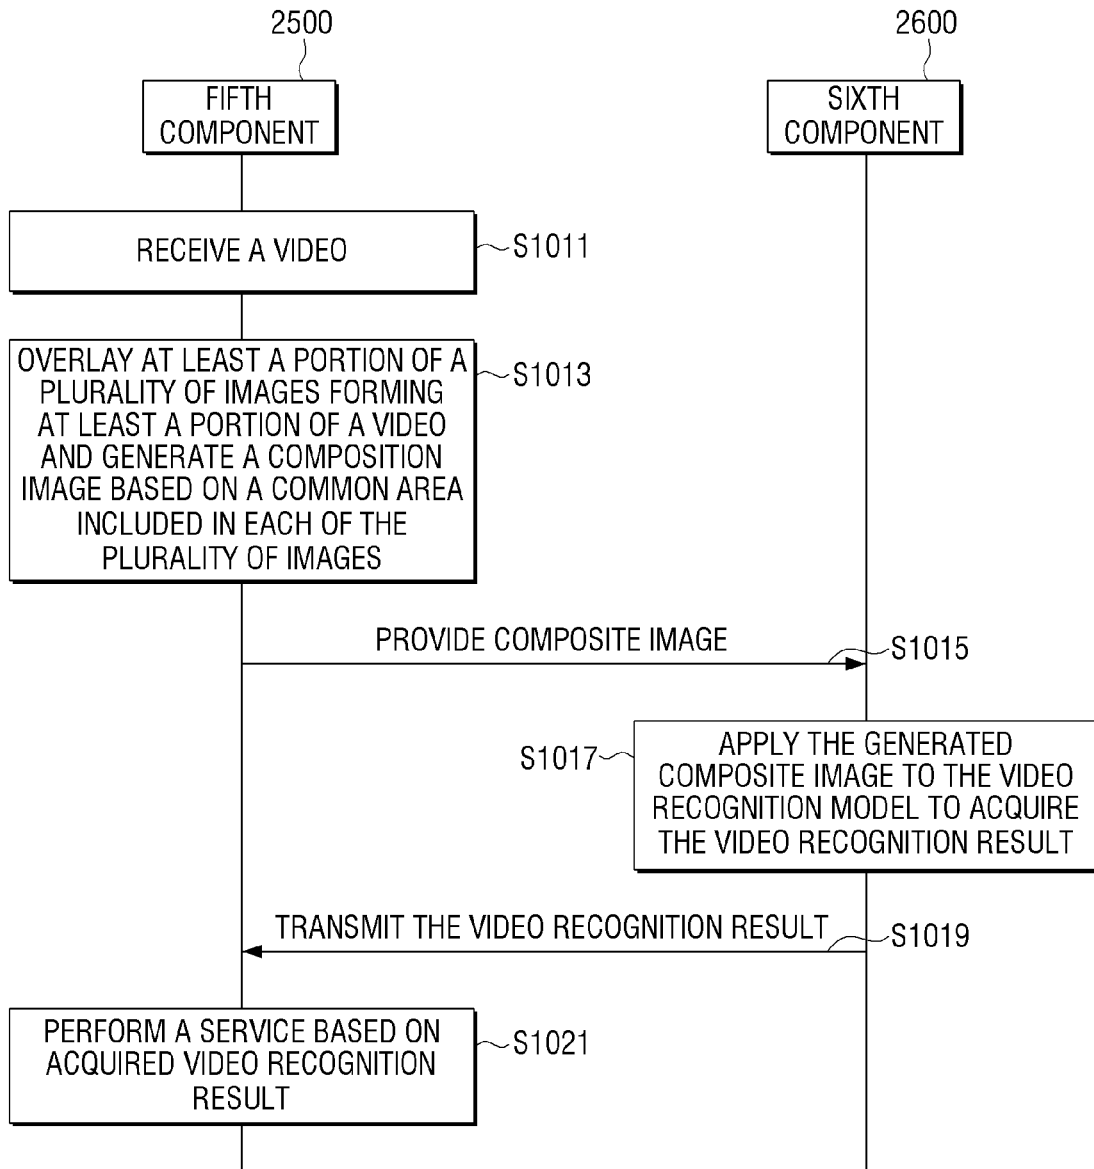 2500
2600
FIFTH
COMPONENT
SIXTH
COMPONENT
RECEIVE A VIDEO
S1011
OVERLAY AT LEAST A PORTION OF A
PLURALITY OF IMAGES FORMING
AT LEAST A PORTION OF A VIDEO
AND GENERATE A COMPOSITION
IMAGE BASED ON A COMMON AREA
INCLUDED IN EACH OF THE
PLURALITY OF IMAGES
S1013
PROVIDE COMPOSITE IMAGE
S1015
S1017
APPLY THE GENERATED
COMPOSITE IMAGE TO THE VIDEO
RECOGNITION MODEL TO ACQUIRE
THE VIDEO RECOGNITION RESULT
TRANSMIT THE VIDEO RECOGNITION RESULT
S1019
PERFORM A SERVICE BASED ON
ACQUIRED VIDEO RECOGNITION
RESULT
S1021